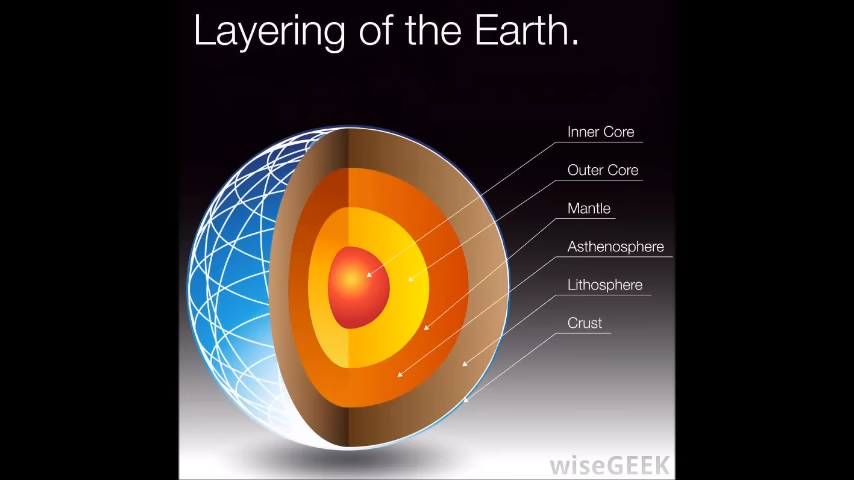 Layering of the Earth.
Inner Core
Outer Core
Mantle
Asthenosphere
Lithosphere
Crust
wiseGEEK